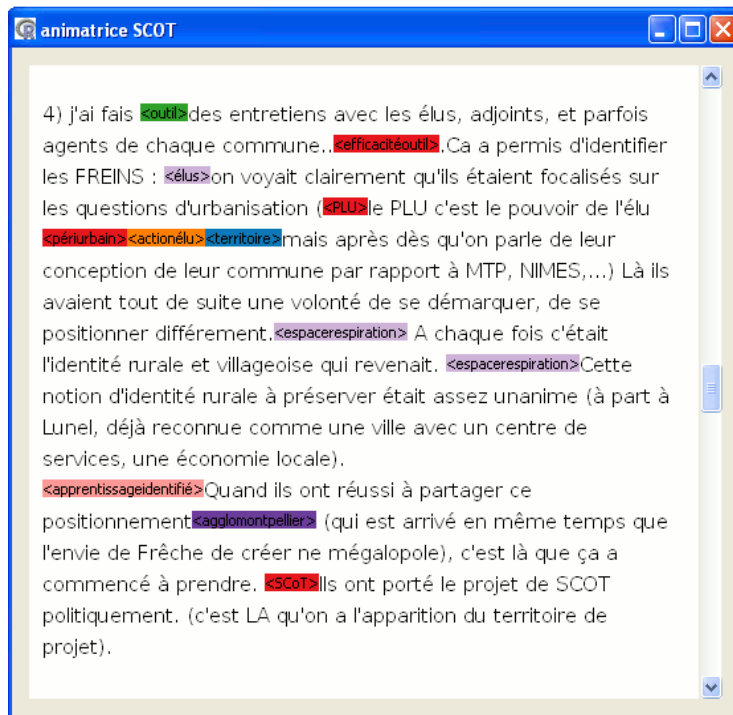 animatrice SCOT
4) j'ai fais <outil>des entretiens avec les élus, adjoints, et parfois
agents de chaque commune..<efficacitéoutil>.Ca a permis d'identifier
les FREINS : <élus>on voyait clairement qu'ils étaient focalisés sur
les questions d'urbanisation (<PLU>le PLU c'est le pouvoir de l'élu
<périurbain><actionélu><territoire>mais après dès qu'on parle de leur
conception de leur commune par rapport à MTP, NIMES,...) Là ils
avaient tout de suite une volonté de se démarquer, de se
positionner différement.<espacerespiration> A chaque fois c'était
l'identité rurale et villageoise qui revenait. <espacerespiration>Cette
notion d'identité rurale à préserver était assez unanime (à part à
Lunel, déjà reconnue comme une ville avec un centre de
services, une économie locale).
<apprentissageidentifié>Quand ils ont réussi à partager ce
positionnement<agglomontpellier> (qui est arrivé en même temps que
l'envie de Frêche de créer ne mégalopole), c'est là que ça a
commencé à prendre. <SCoT>Ils ont porté le projet de SCOT
politiquement. (c'est LA qu'on a l'apparition du territoire de
projet).